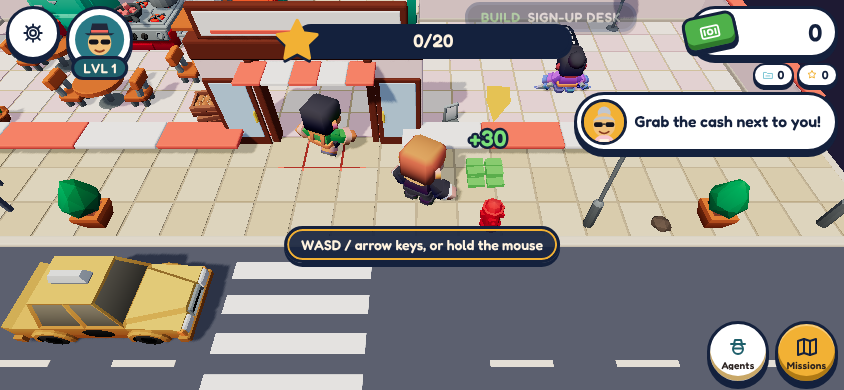 BUILD SIGN-UP DESK
0/20
0
LVL 1
0
0
Grab the cash next to you!
+30
WASD / arrow keys, or hold the mouse
Agents
Missions